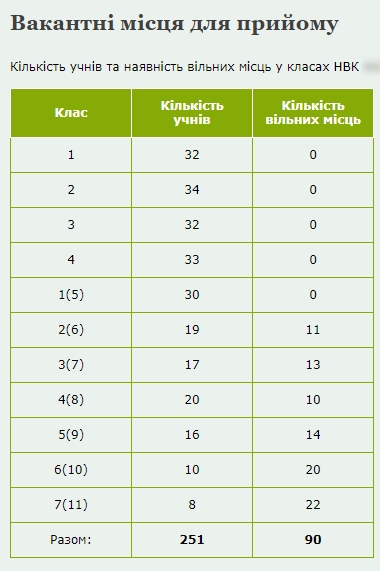 Вакантні місця для прийому
Кількість учнів та наявність вільних місць у класах НВК
Клас Кількість учнів Кількість вільних місць
1 32 0
2 34 0
3 32 0
4 33 0
1(5) 30 0
2(6) 19 11
3(7) 17 13
4(8) 20 10
5(9) 16 14
6(10) 10 20
7(11) 8 22
Разом: 251 90